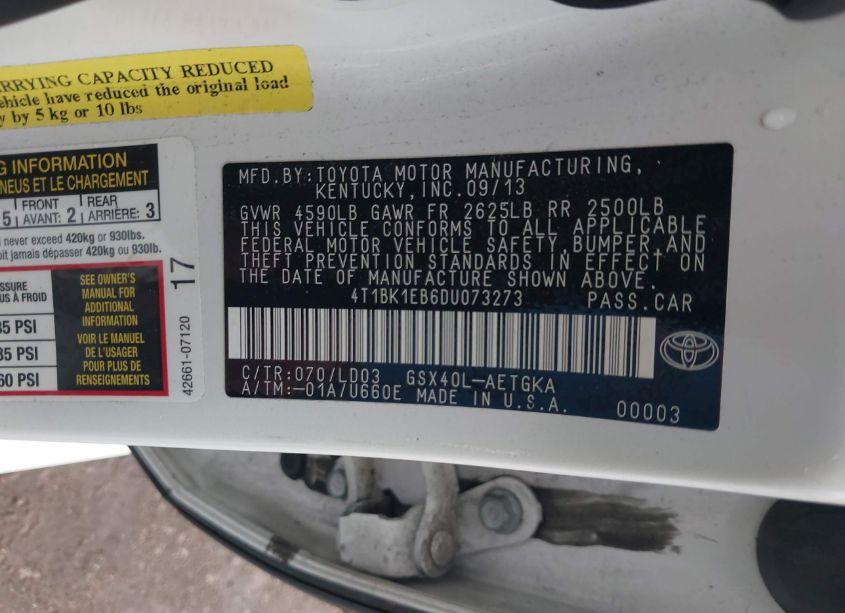 RRYING CAPACITY REDUCED
ehicle have reduced the original load
y by 5 kg or 10 lbs
G INFORMATION
PNEUS ET LE CHARGEMENT
5 FRONT AVANT: 2 REAR ARRIÈRE: 3
never exceed 420kg or 930lbs.
oit jamais dépasser 420kg ou 930lb.
ESSURE
US À FROID
35 PSI
35 PSI
60 PSI
SEE OWNER'S
MANUAL FOR
ADDITIONAL
INFORMATION
VOIR LE MANUEL
DE L'USAGER
POUR PLUS DE
RENSEIGNEMENTS
17
42661-07120
MFD.BY:TOYOTA MOTOR MANUFACTURING,
KENTUCKY,INC.09/13
GVWR 4590LB GAWR FR 2625LB RR 2500LB
THIS VEHICLE CONFORMS TO ALL APPLICABLE
FEDERAL MOTOR VEHICLE SAFETY,BUMPER,AND
THEFT PREVENTION STANDARDS IN EFFECT ON
THE DATE OF MANUFACTURE SHOWN ABOVE.
4T1BK1EB6DU073273 PASS.CAR
C/TR:070/LD03 GSX40L-AETGKA
A/TM:-01A/U660E MADE IN U.S.A.
00003